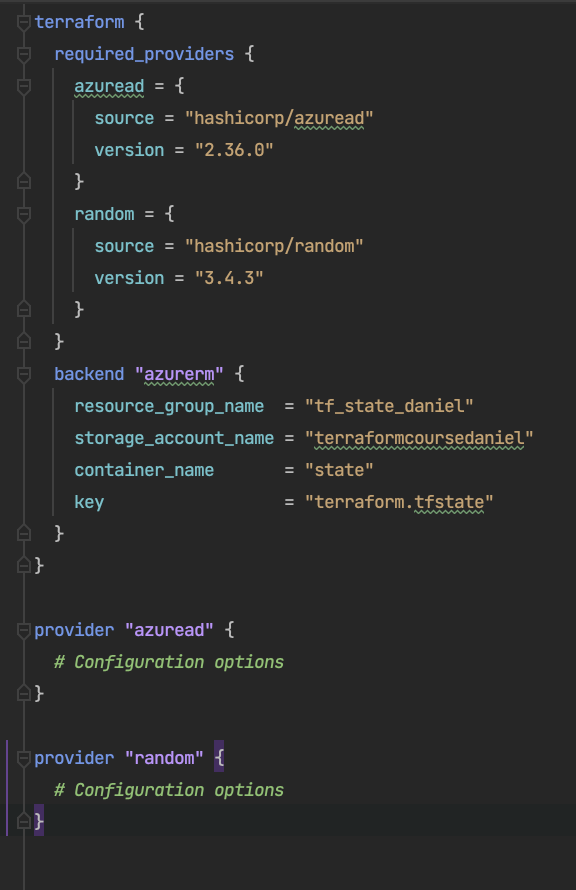 terraform {
  required_providers {
    azuread = {
      source = "hashicorp/azuread"
      version = "2.36.0"
    }
    random = {
      source = "hashicorp/random"
      version = "3.4.3"
    }
  }
  backend "azurerm" {
    resource_group_name  = "tf_state_daniel"
    storage_account_name = "terraformcoursedaniel"
    container_name       = "state"
    key                  = "terraform.tfstate"
  }
}

provider "azuread" {
  # Configuration options
}

provider "random" {
  # Configuration options
}